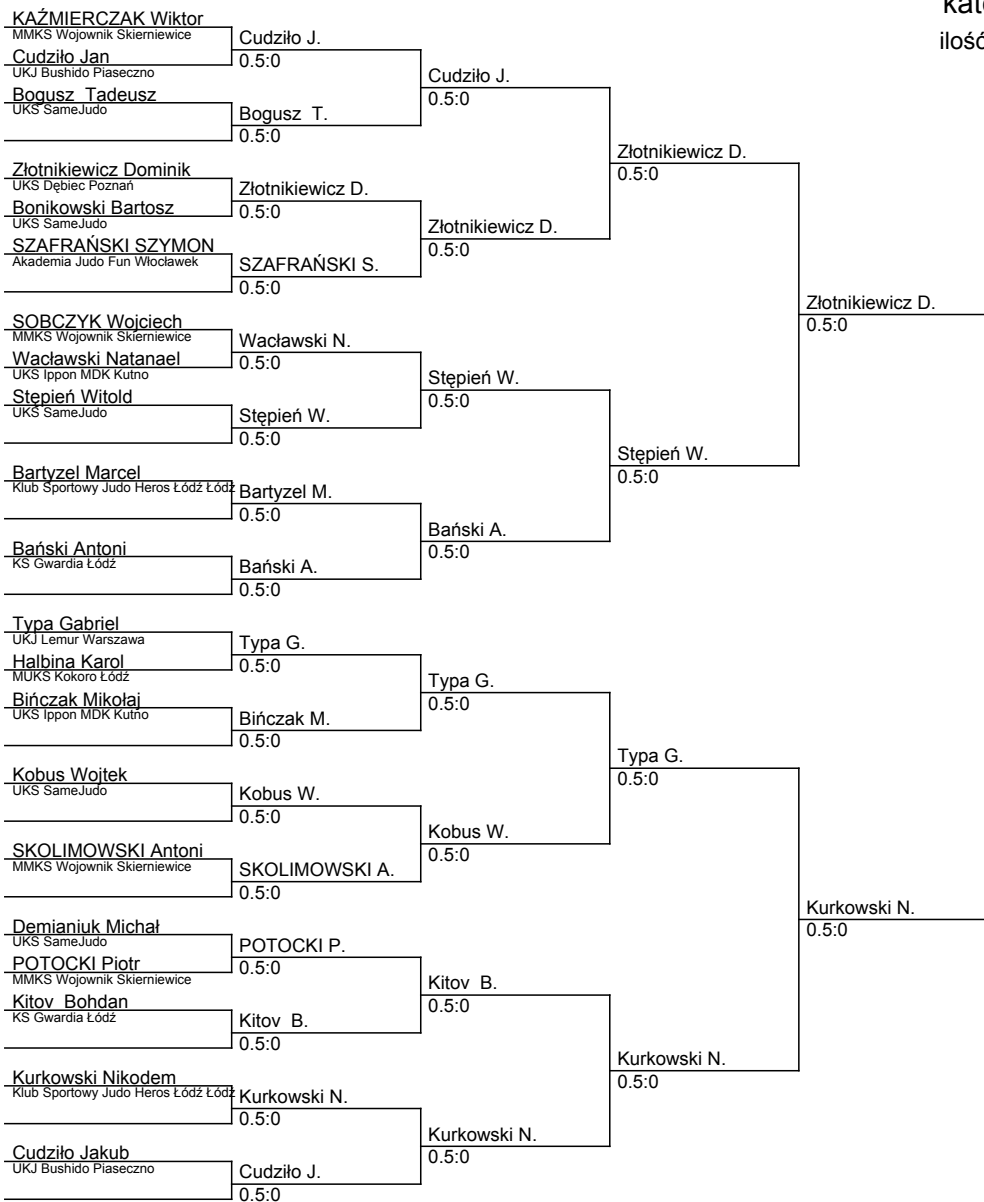 kate
ilość
KAŹMIERCZAK Wiktor
MMKS Wojownik Skierniewice
Cudziło Jan
UKJ Bushido Piaseczno
Bogusz  Tadeusz
UKS SameJudo
Złotnikiewicz Dominik
UKS Dębiec Poznań
Bonikowski Bartosz
UKS SameJudo
SZAFRAŃSKI SZYMON
Akademia Judo Fun Włocławek
SOBCZYK Wojciech
MMKS Wojownik Skierniewice
Wacławski Natanael
UKS Ippon MDK Kutno
Stępień Witold
UKS SameJudo
Bartyzel Marcel
Klub Sportowy Judo Heros Łódź Łódź
Bański Antoni
KS Gwardia Łódź
Typa Gabriel
UKJ Lemur Warszawa
Halbina Karol
MUKS Kokoro Łódź
Bińczak Mikołaj
UKS Ippon MDK Kutno
Kobus Wojtek
UKS SameJudo
SKOLIMOWSKI Antoni
MMKS Wojownik Skierniewice
Demianiuk Michał
UKS SameJudo
POTOCKI Piotr
MMKS Wojownik Skierniewice
Kitov  Bohdan
KS Gwardia Łódź
Kurkowski Nikodem
Klub Sportowy Judo Heros Łódź Łódź
Cudziło Jakub
UKJ Bushido Piaseczno
Cudziło J.
0.5:0
Bogusz  T.
0.5:0
Złotnikiewicz D.
0.5:0
SZAFRAŃSKI S.
0.5:0
Wacławski N.
0.5:0
Stępień W.
0.5:0
Bartyzel M.
0.5:0
Bański A.
0.5:0
Typa G.
0.5:0
Bińczak M.
0.5:0
Kobus W.
0.5:0
SKOLIMOWSKI A.
0.5:0
POTOCKI P.
0.5:0
Kitov  B.
0.5:0
Kurkowski N.
0.5:0
Cudziło J.
0.5:0
Cudziło J.
0.5:0
Złotnikiewicz D.
0.5:0
Stępień W.
0.5:0
Bański A.
0.5:0
Typa G.
0.5:0
Kobus W.
0.5:0
Kitov  B.
0.5:0
Kurkowski N.
0.5:0
Złotnikiewicz D.
0.5:0
Stępień W.
0.5:0
Typa G.
0.5:0
Kurkowski N.
0.5:0
Złotnikiewicz D.
0.5:0
Kurkowski N.
0.5:0